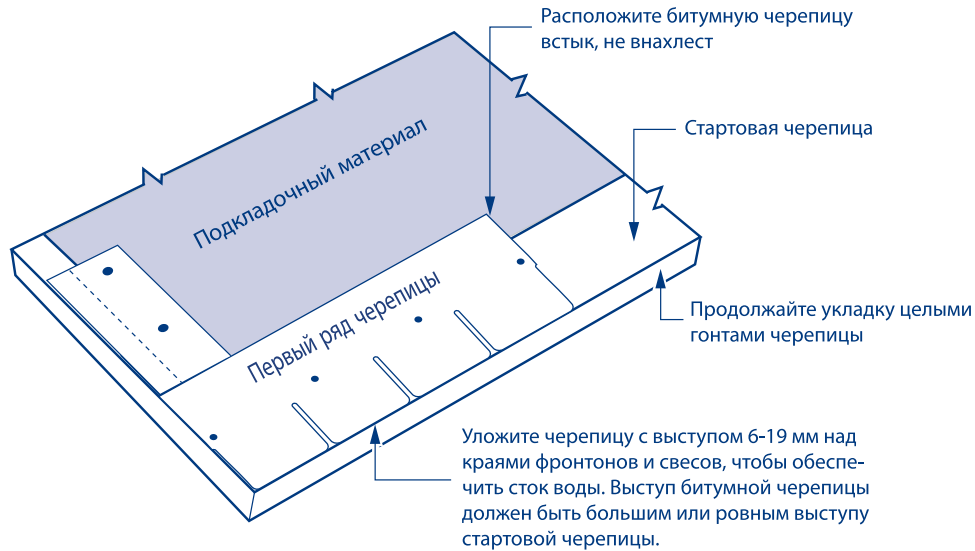 Расположите битумную черепицу
встык, не внахлест
Стартовая черепица
Подкладочный материал
Первый ряд черепицы
Продолжайте укладку целыми
гонтами черепицы
Уложите черепицу с выступом 6-19 мм над
краями фронтонов и свесов, чтобы обеспе-
чить сток воды. Выступ битумной черепицы
должен быть большим или ровным выступу
стартовой черепицы.